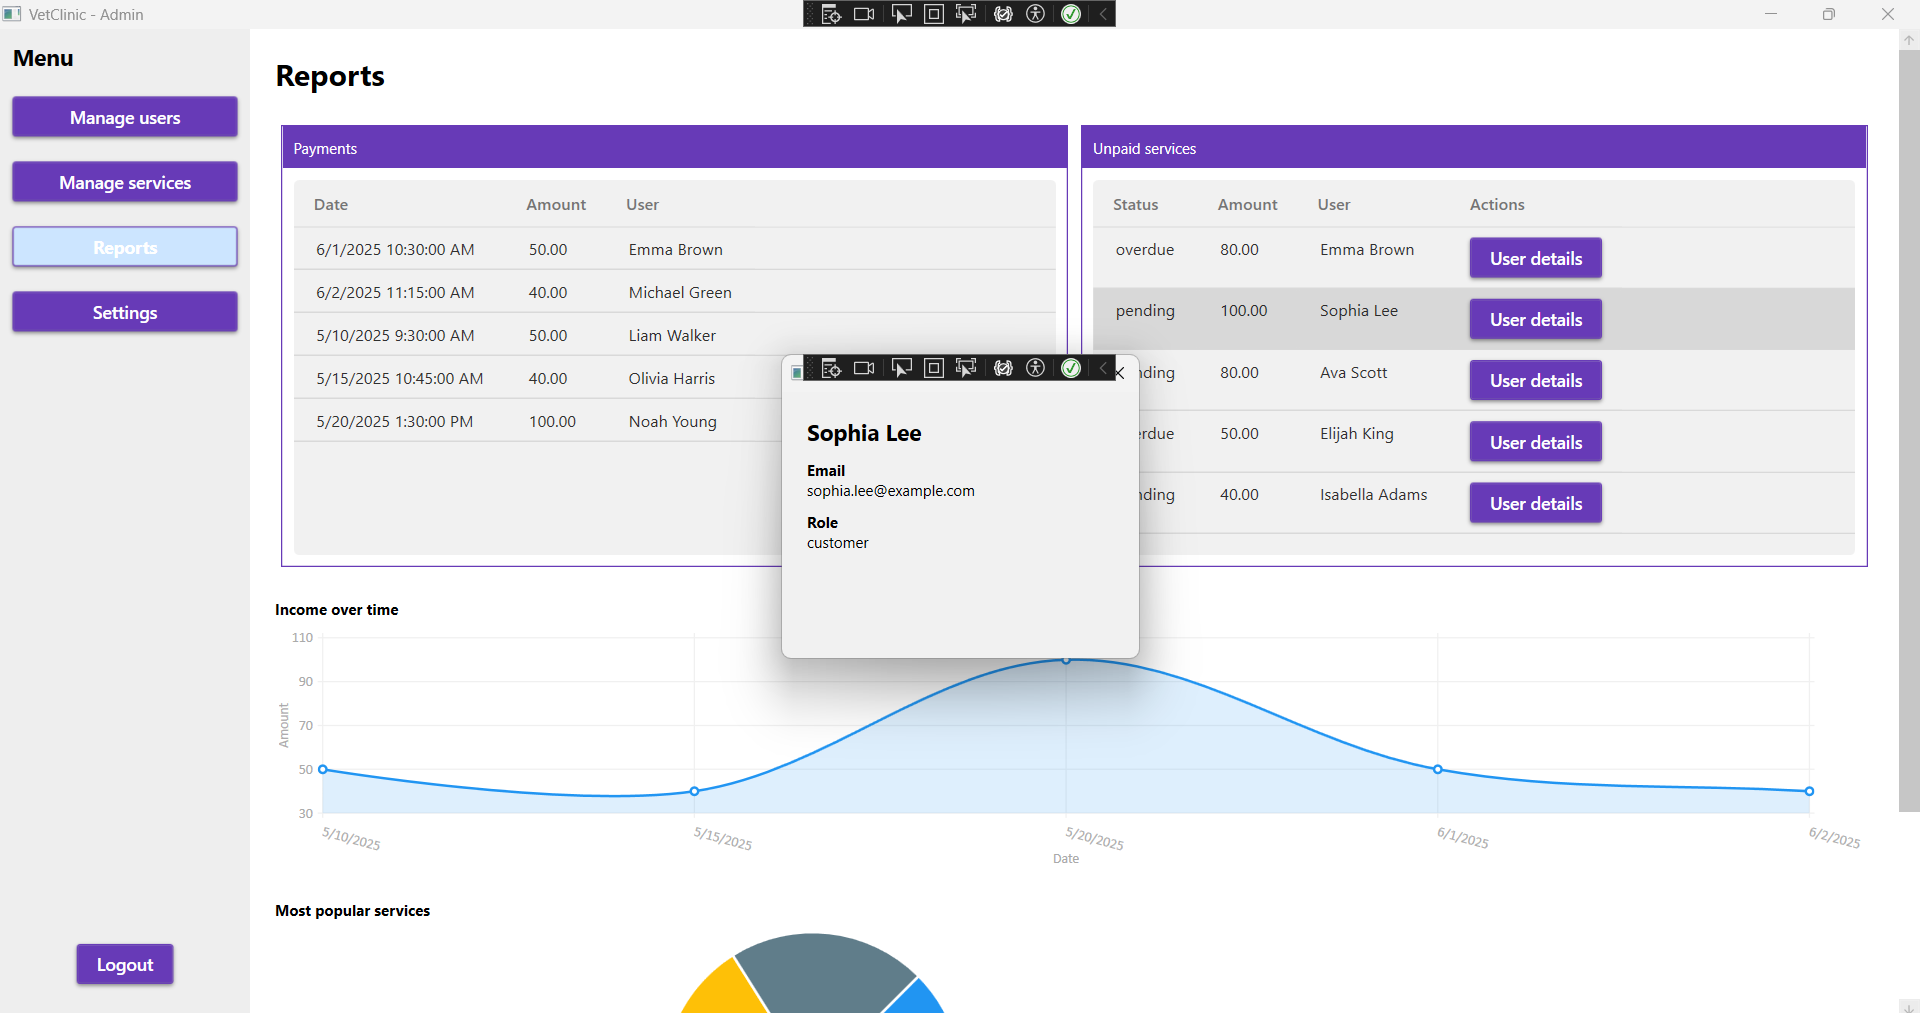 VetClinic - Admin
Menu
Manage users
Manage services
Reports
Settings
Logout
Reports
Payments
Date Amount User
6/1/2025 10:30:00 AM 50.00 Emma Brown
6/2/2025 11:15:00 AM 40.00 Michael Green
5/10/2025 9:30:00 AM 50.00 Liam Walker
5/15/2025 10:45:00 AM 40.00 Olivia Harris
5/20/2025 1:30:00 PM 100.00 Noah Young
Unpaid services
Status Amount User Actions
overdue 80.00 Emma Brown User details
pending 100.00 Sophia Lee User details
nding 80.00 Ava Scott User details
rdue 50.00 Elijah King User details
nding 40.00 Isabella Adams User details
Sophia Lee
Email
sophia.lee@example.com
Role
customer
Income over time
110
90
70
50
30
Amount
5/10/2025 5/15/2025 5/20/2025 6/1/2025 6/2/2025
Date
Most popular services